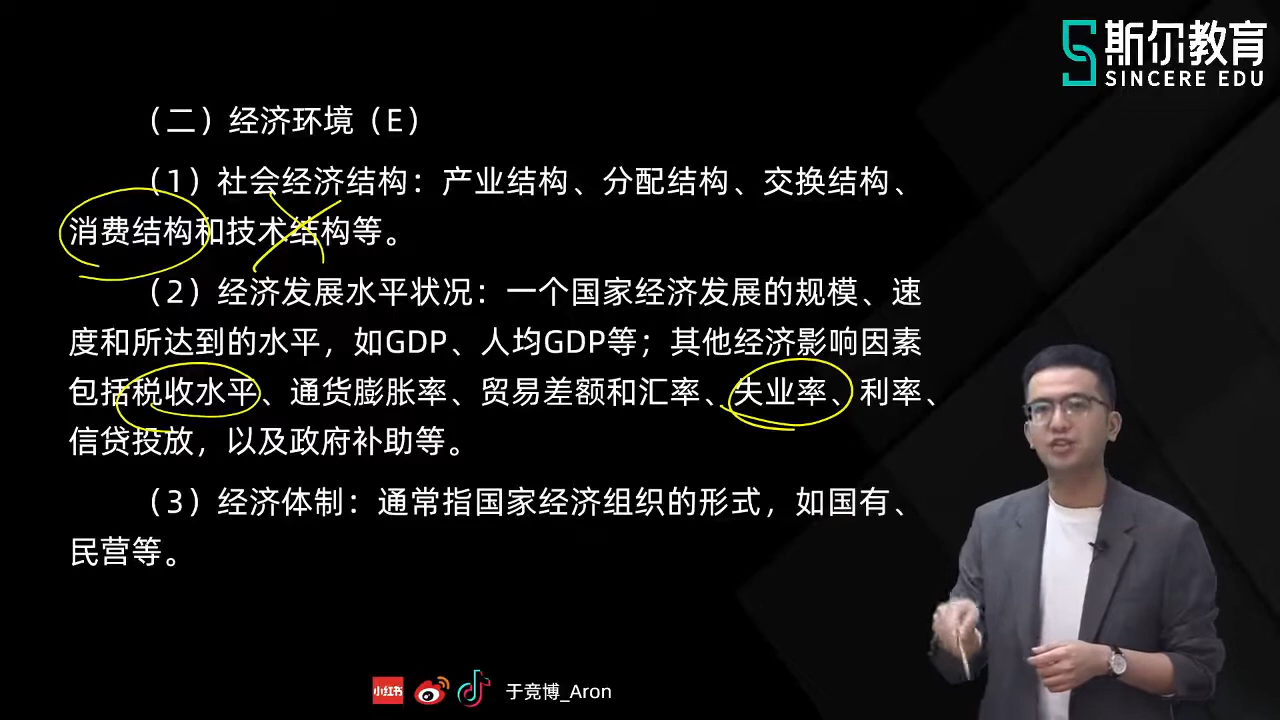 斯尔教育
SINCERE EDU
（二）经济环境（E）
（1）社会经济结构：产业结构、分配结构、交换结构、
消费结构和技术结构等。
（2）经济发展水平状况：一个国家经济发展的规模、速
度和所达到的水平，如GDP、人均GDP等；其他经济影响因素
包括税收水平、通货膨胀率、贸易差额和汇率、失业率、利率、
信贷投放，以及政府补助等。
（3）经济体制：通常指国家经济组织的形式，如国有、
民营等。
小红书
于竞博_Aron